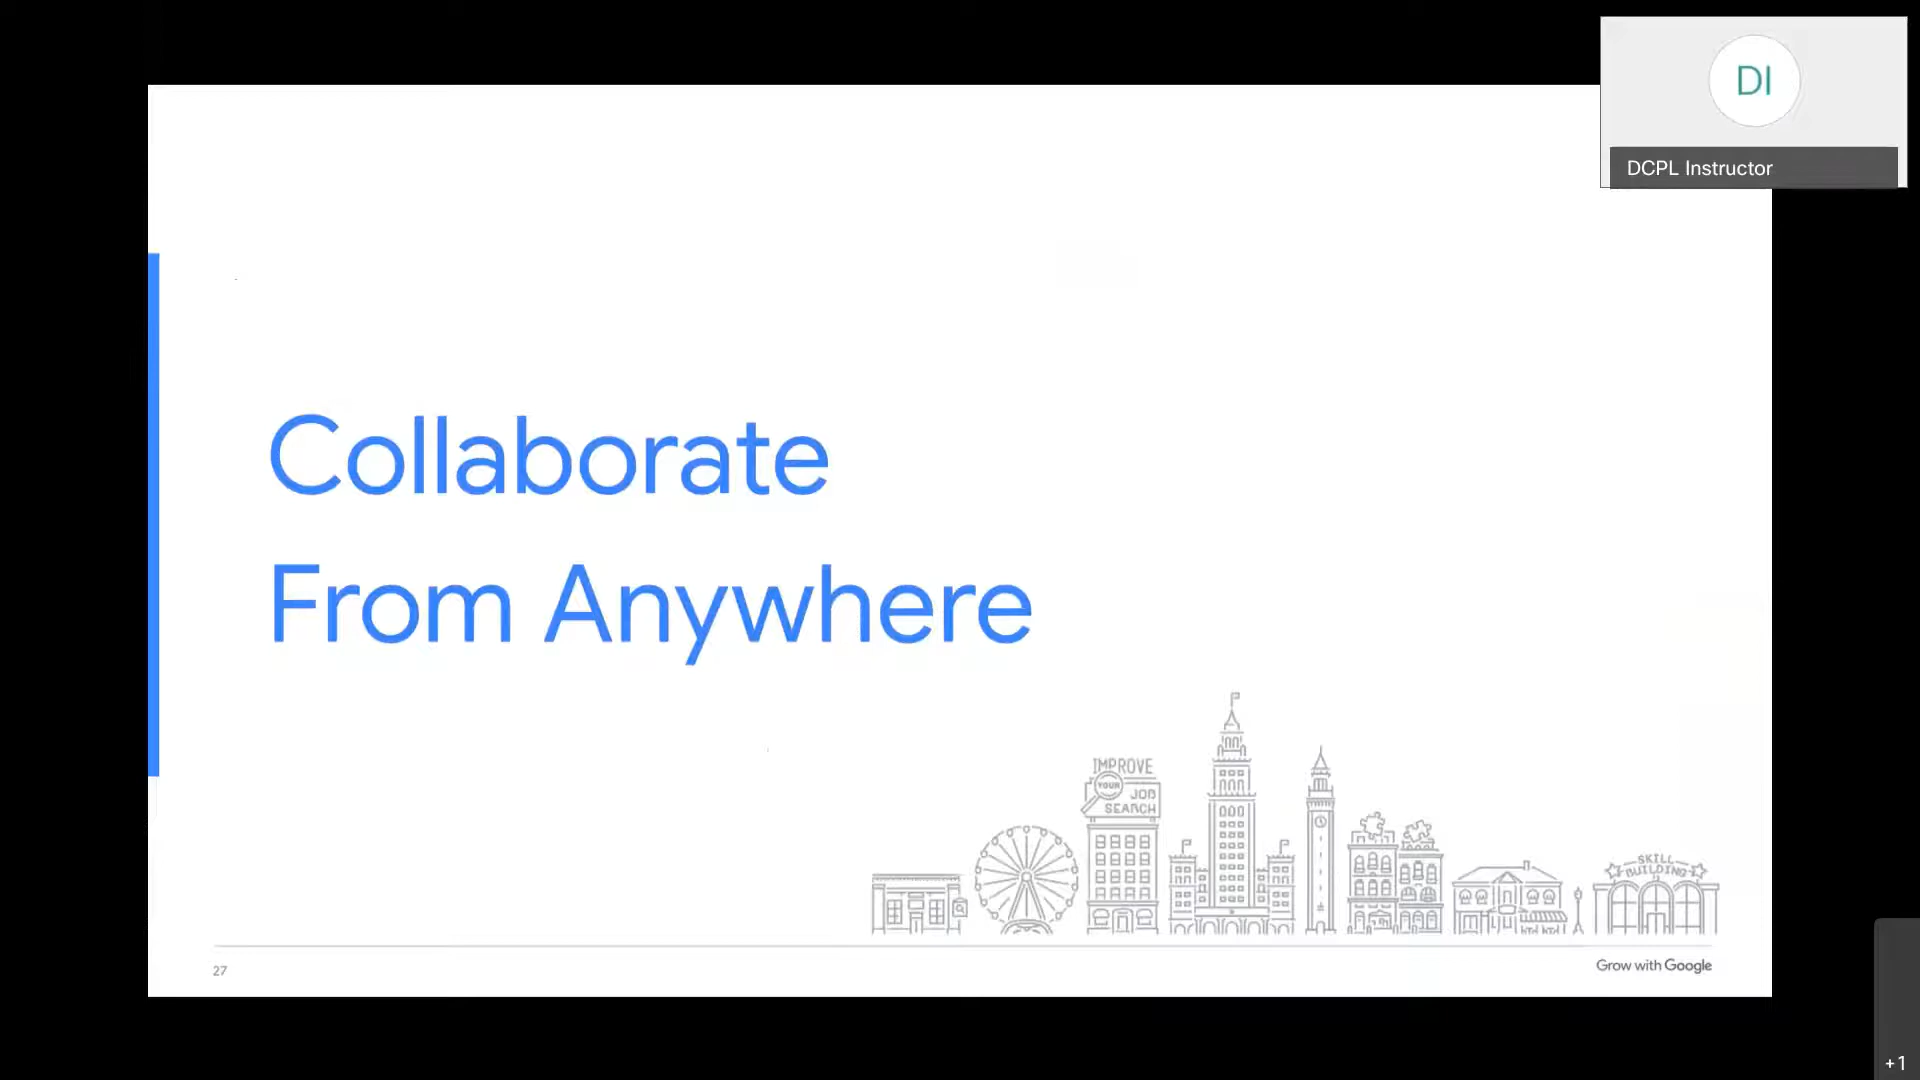 DI
DCPL Instructor
Collaborate
From Anywhere
IMPROVE
YOUR
JOB
SEARCH
SKILL
BUILDING
27
Grow with Google
+1